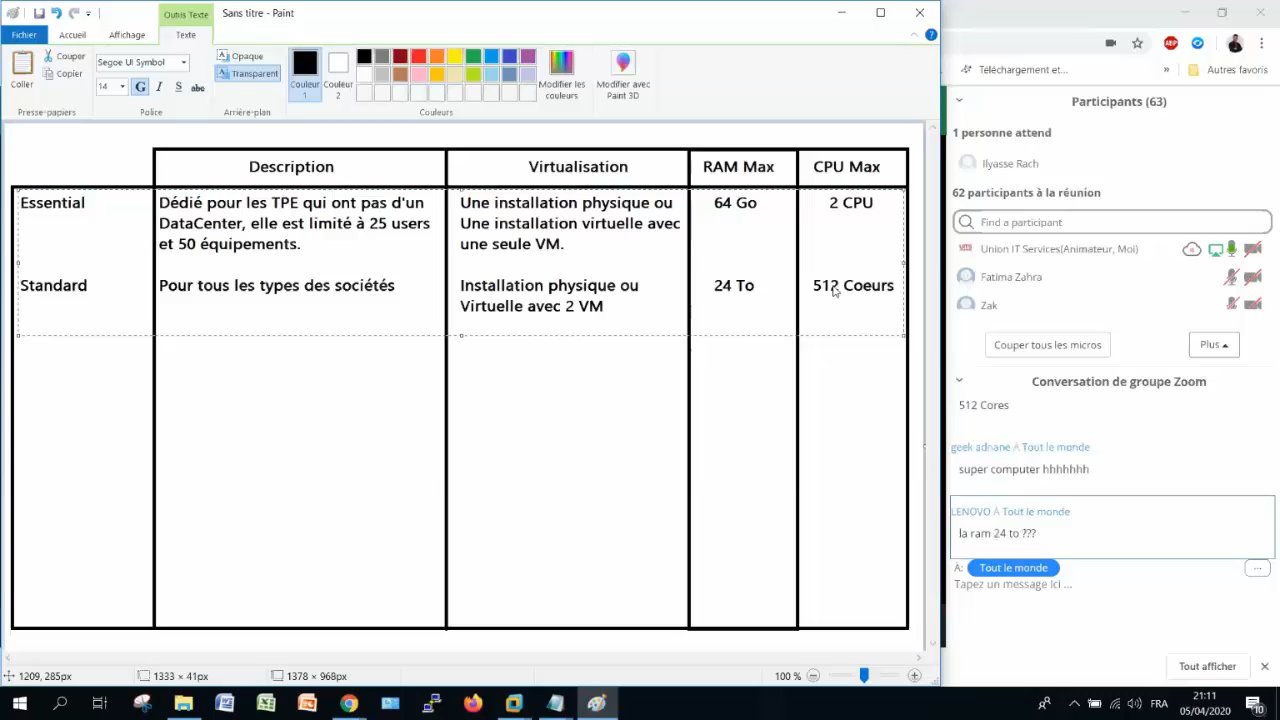 Outils Texte
Sans titre - Paint
Fichier
Accueil
Affichage
Texte
Coller
Couper
Copier
Presse-papiers
Segoe UI Symbol
14
G
I
S
abc
Police
Opaque
Transparent
Arrière-plan
Couleur
1
Couleur
2
Modifier les
couleurs
Couleurs
Modifier avec
Paint 3D
Description
Virtualisation
RAM Max
CPU Max
Essential
Dédié pour les TPE qui ont pas d'un
DataCenter, elle est limité à 25 users
et 50 équipements.
Une installation physique ou
Une installation virtuelle avec
une seule VM.
64 Go
2 CPU
Standard
Pour tous les types des sociétés
Installation physique ou
Virtuelle avec 2 VM
24 To
512 Coeurs
1209, 285px
1333 × 41px
1378 × 968px
100 %
ABP
Téléchargement et...
»
Autres favoris
Participants (63)
1 personne attend
Ilyasse Rach
62 participants à la réunion
Find a participant
Union IT Services(Animateur, Moi)
Fatima Zahra
Zak
Couper tous les micros
Plus
Conversation de groupe Zoom
512 Cores
geek adnane À Tout le monde
super computer hhhhhhh
LENOVO À Tout le monde
la ram 24 to ???
À:
Tout le monde
...
Tapez un message ici ...
Tout afficher
FRA
21:11
05/04/2020
10